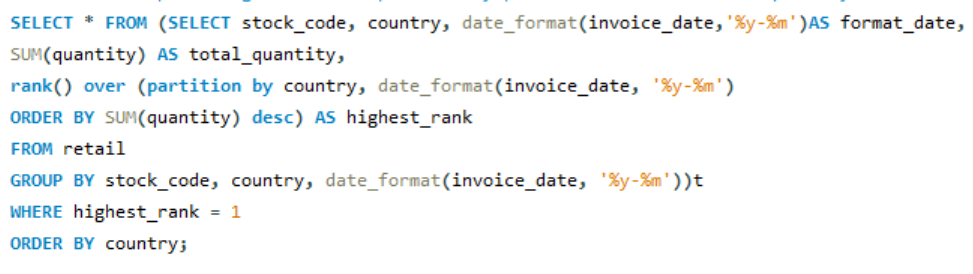 SELECT * FROM (SELECT stock_code, country, date_format(invoice_date,'%y-%m')AS format_date,
SUM(quantity) AS total_quantity,
rank() over (partition by country, date_format(invoice_date, '%y-%m')
ORDER BY SUM(quantity) desc) AS highest_rank
FROM retail
GROUP BY stock_code, country, date_format(invoice_date, '%y-%m'))t
WHERE highest_rank = 1
ORDER BY country;